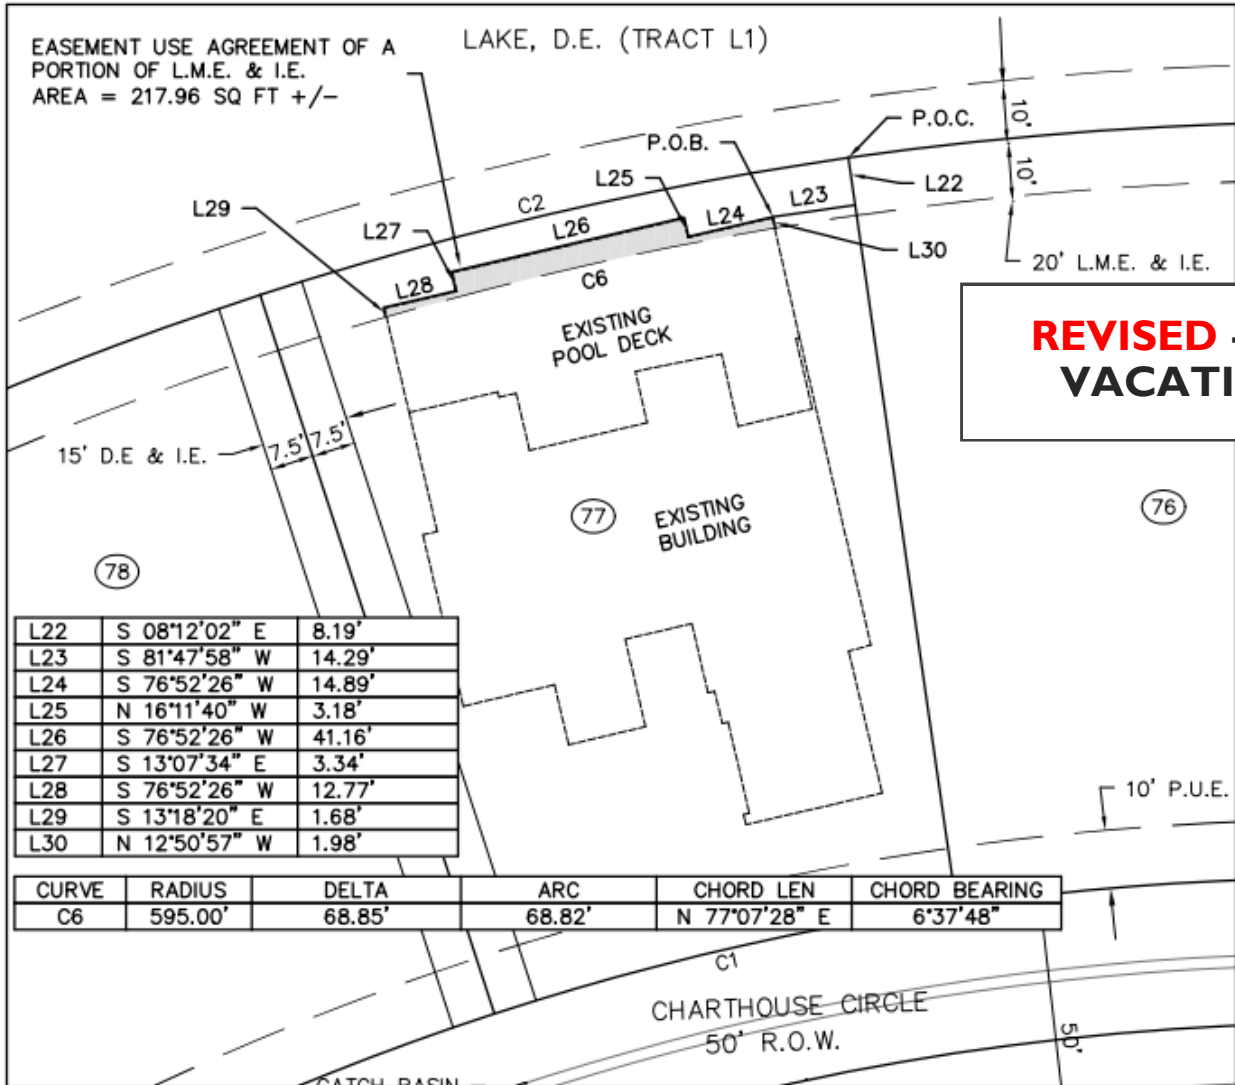 EASEMENT USE AGREEMENT OF A
PORTION OF L.M.E. & I.E.
AREA = 217.96 SQ FT +/-
LAKE, D.E. (TRACT L1)
10'
P.O.C.
P.O.B.
10'
L25
L22
L23
L29
C2
L24
L26
L27
L30
20' L.M.E. & I.E.
L28
C6
EXISTING
POOL DECK
REVISED -
VACATI
15' D.E & I.E.
7.5'
7.5'
77
EXISTING
BUILDING
76
78
L22 S 08°12'02" E 8.19'
L23 S 81°47'58" W 14.29'
L24 S 76°52'26" W 14.89'
L25 N 16°11'40" W 3.18'
L26 S 76°52'26" W 41.16'
L27 S 13°07'34" E 3.34'
L28 S 76°52'26" W 12.77'
L29 S 13°18'20" E 1.68'
L30 N 12°50'57" W 1.98'
10' P.U.E.
CURVE RADIUS DELTA ARC CHORD LEN CHORD BEARING
C6 595.00' 68.85' 68.82' N 77°07'28" E 6°37'48"
C1
CHARTHOUSE CIRCLE
50' R.O.W.
50'
CATCH BASIN